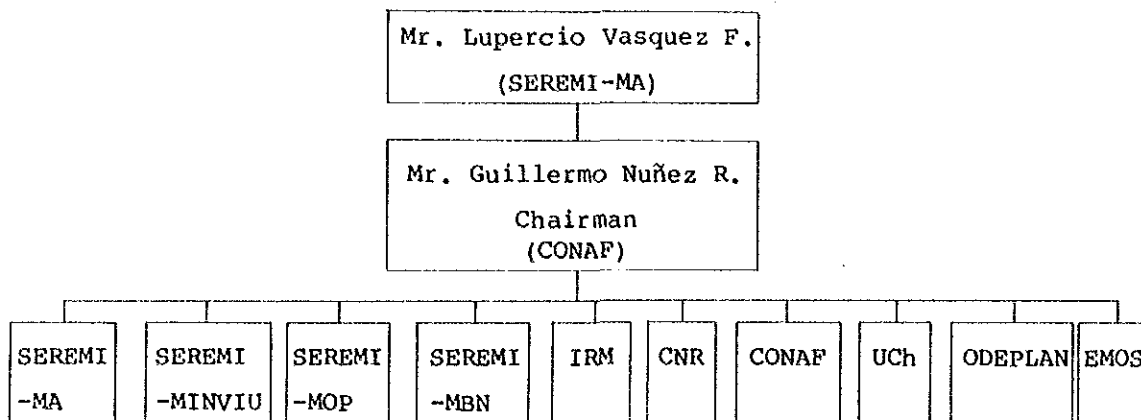 Mr. Lupercio Vasquez F.
(SEREMI-MA)
Mr. Guillermo Nuñez R.
Chairman
(CONAF)
SEREMI
-MA
SEREMI
-MINVIU
SEREMI
-MOP
SEREMI
-MBN
IRM
CNR
CONAF
UCh
ODEPLAN
EMOS